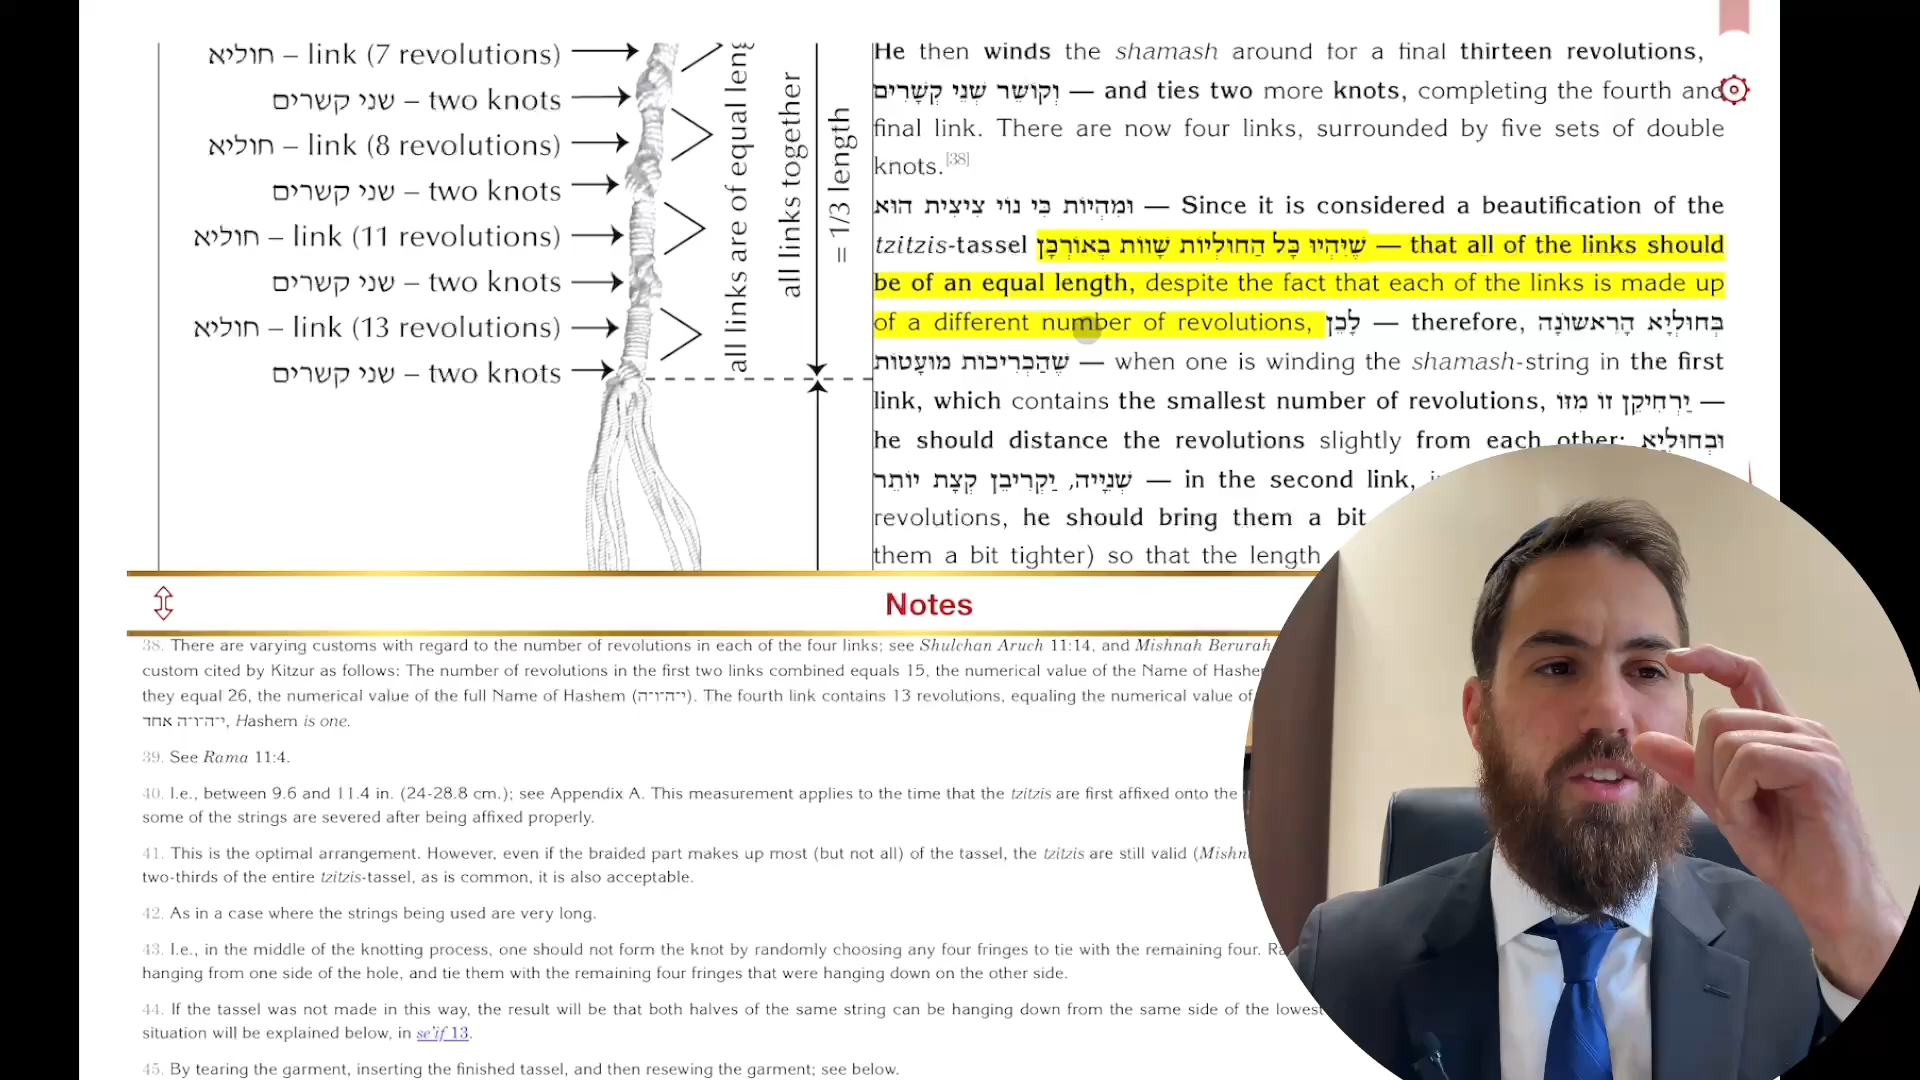 חוליא – link (7 revolutions)
שני קשרים – two knots
חוליא – link (8 revolutions)
שני קשרים – two knots
חוליא – link (11 revolutions)
שני קשרים – two knots
חוליא – link (13 revolutions)
שני קשרים – two knots
all links are of equal leng
all links together
= 1/3 length
He then winds the shamash around for a final thirteen revolutions,
וְקוֹשֵׁר שְׁנֵי קְשָׁרִים — and ties two more knots, completing the fourth and
final link. There are now four links, surrounded by five sets of double
knots.[38]
וּמִהְיוֹת כִּי נוֹי צִיצִית הוּא — Since it is considered a beautification of the
tzitzis-tassel שֶׁיִּהְיוּ כָּל הַחוּלְיוֹת שָׁווֹת בְּאוֹרְכָּן — that all of the links should
be of an equal length, despite the fact that each of the links is made up
of a different number of revolutions, לָכֵן — therefore, בְּחוּלְיָא הָרִאשׁוֹנָה
שֶׁהַכְּרִיכוֹת מוּעָטוֹת — when one is winding the shamash-string in the first
link, which contains the smallest number of revolutions, יַרְחִיקֵן זוֹ מִזּוֹ —
he should distance the revolutions slightly from each other; וּבְחוּלְיָא
שְׁנִיָּיה, יַקְרִיבֵן קְצָת יוֹתֵר — in the second link,
revolutions, he should bring them a bit
them a bit tighter) so that the length
Notes
38. There are varying customs with regard to the number of revolutions in each of the four links; see Shulchan Aruch 11:14, and Mishnah Berurah
custom cited by Kitzur as follows: The number of revolutions in the first two links combined equals 15, the numerical value of the Name of Hashem
they equal 26, the numerical value of the full Name of Hashem (י־ה־ו־ה). The fourth link contains 13 revolutions, equaling the numerical value of
י־ה־ו־ה אחד, Hashem is one.
39. See Rama 11:4.
40. I.e., between 9.6 and 11.4 in. (24-28.8 cm.); see Appendix A. This measurement applies to the time that the tzitzis are first affixed onto the
some of the strings are severed after being affixed properly.
41. This is the optimal arrangement. However, even if the braided part makes up most (but not all) of the tassel, the tzitzis are still valid (Mishn
two-thirds of the entire tzitzis-tassel, as is common, it is also acceptable.
42. As in a case where the strings being used are very long.
43. I.e., in the middle of the knotting process, one should not form the knot by randomly choosing any four fringes to tie with the remaining four. Ra
hanging from one side of the hole, and tie them with the remaining four fringes that were hanging down on the other side.
44. If the tassel was not made in this way, the result will be that both halves of the same string can be hanging down from the same side of the lowest
situation will be explained below, in se'if 13.
45. By tearing the garment, inserting the finished tassel, and then resewing the garment; see below.